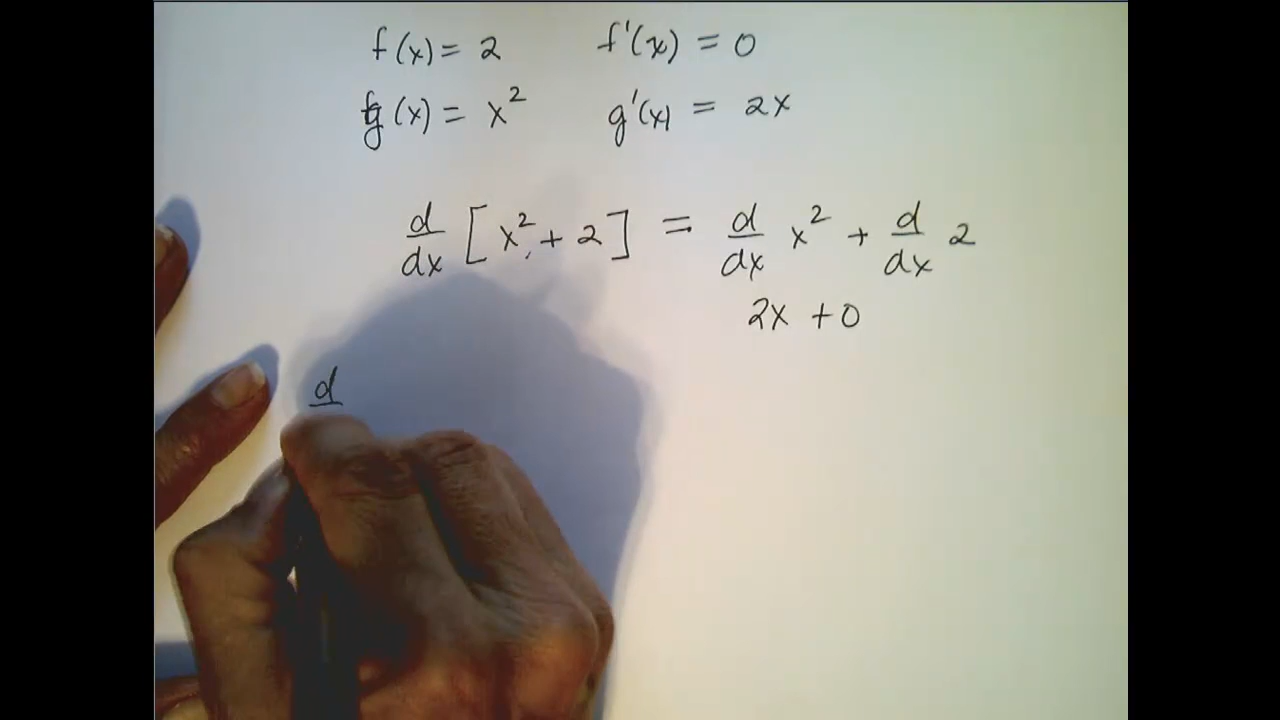 f(x) = 2 f'(x) = 0
g(x) = x² g'(x) = 2x
d/dx [x² + 2] = d/dx x² + d/dx 2
2x + 0
d